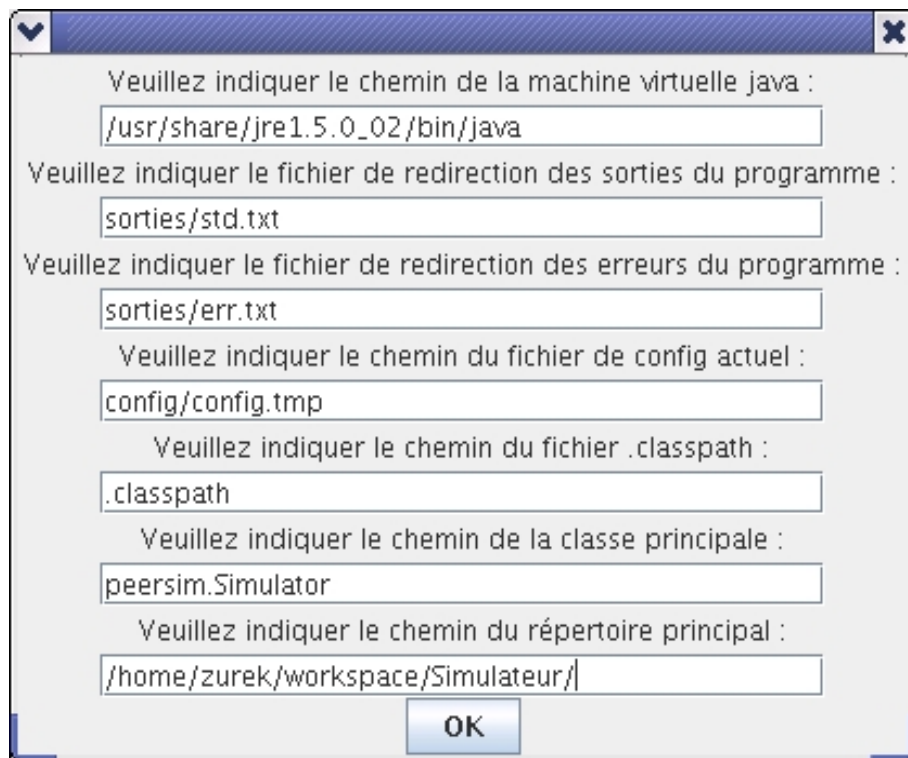 Veuillez indiquer le chemin de la machine virtuelle java :
/usr/share/jre1.5.0_02/bin/java
Veuillez indiquer le fichier de redirection des sorties du programme :
sorties/std.txt
Veuillez indiquer le fichier de redirection des erreurs du programme :
sorties/err.txt
Veuillez indiquer le chemin du fichier de config actuel :
config/config.tmp
Veuillez indiquer le chemin du fichier .classpath :
.classpath
Veuillez indiquer le chemin de la classe principale :
peersim.Simulator
Veuillez indiquer le chemin du répertoire principal :
/home/zurek/workspace/Simulateur/
OK